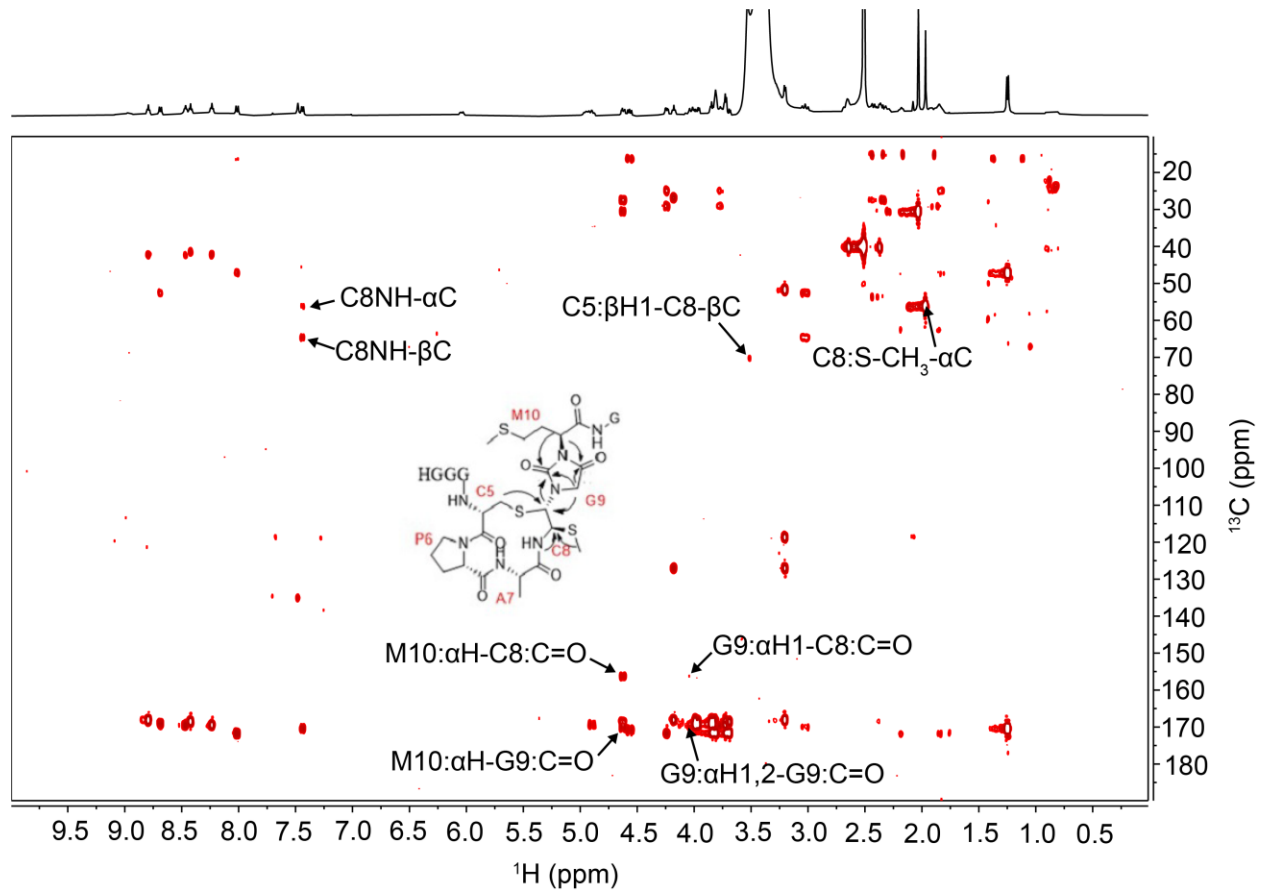 20
30
40
50
60
70
80
90
100
110
120
130
140
150
160
170
180
¹³C (ppm)
C8NH-αC
C8NH-βC
C5:βH1-C8-βC
C8:S-CH₃-αC
M10
O
G
S
N
H
N
O
O
HGGG
N
HN
C5
S
G9
P6
S
O
N
H
HN
C8
N
N
O
O
A7
M10:αH-C8:C=O
G9:αH1-C8:C=O
M10:αH-G9:C=O
G9:αH1,2-G9:C=O
9.5 9.0 8.5 8.0 7.5 7.0 6.5 6.0 5.5 5.0 4.5 4.0 3.5 3.0 2.5 2.0 1.5 1.0 0.5
¹H (ppm)